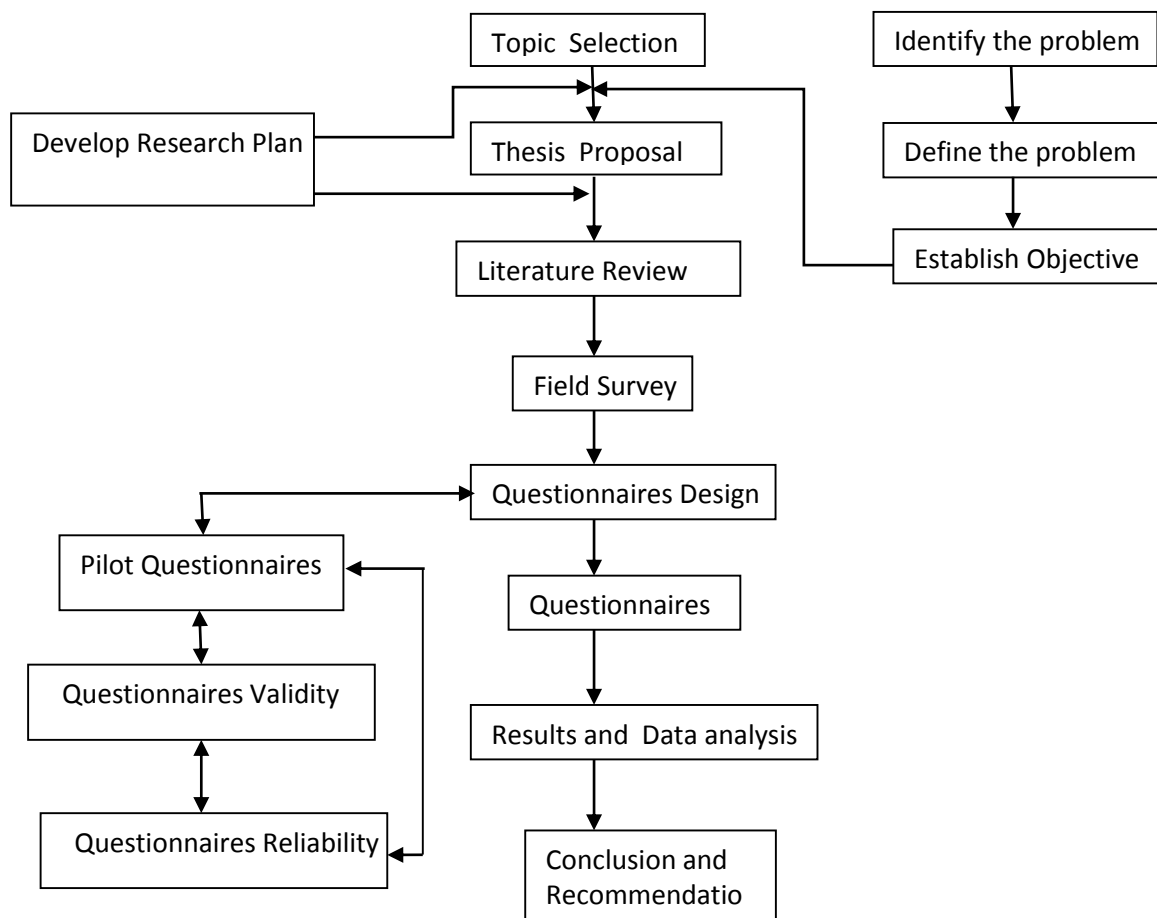 Topic Selection
Identify the problem
Develop Research Plan
Thesis Proposal
Define the problem
Literature Review
Establish Objective
Field Survey
Questionnaires Design
Pilot Questionnaires
Questionnaires
Questionnaires Validity
Results and Data analysis
Questionnaires Reliability
Conclusion and
Recommendatio